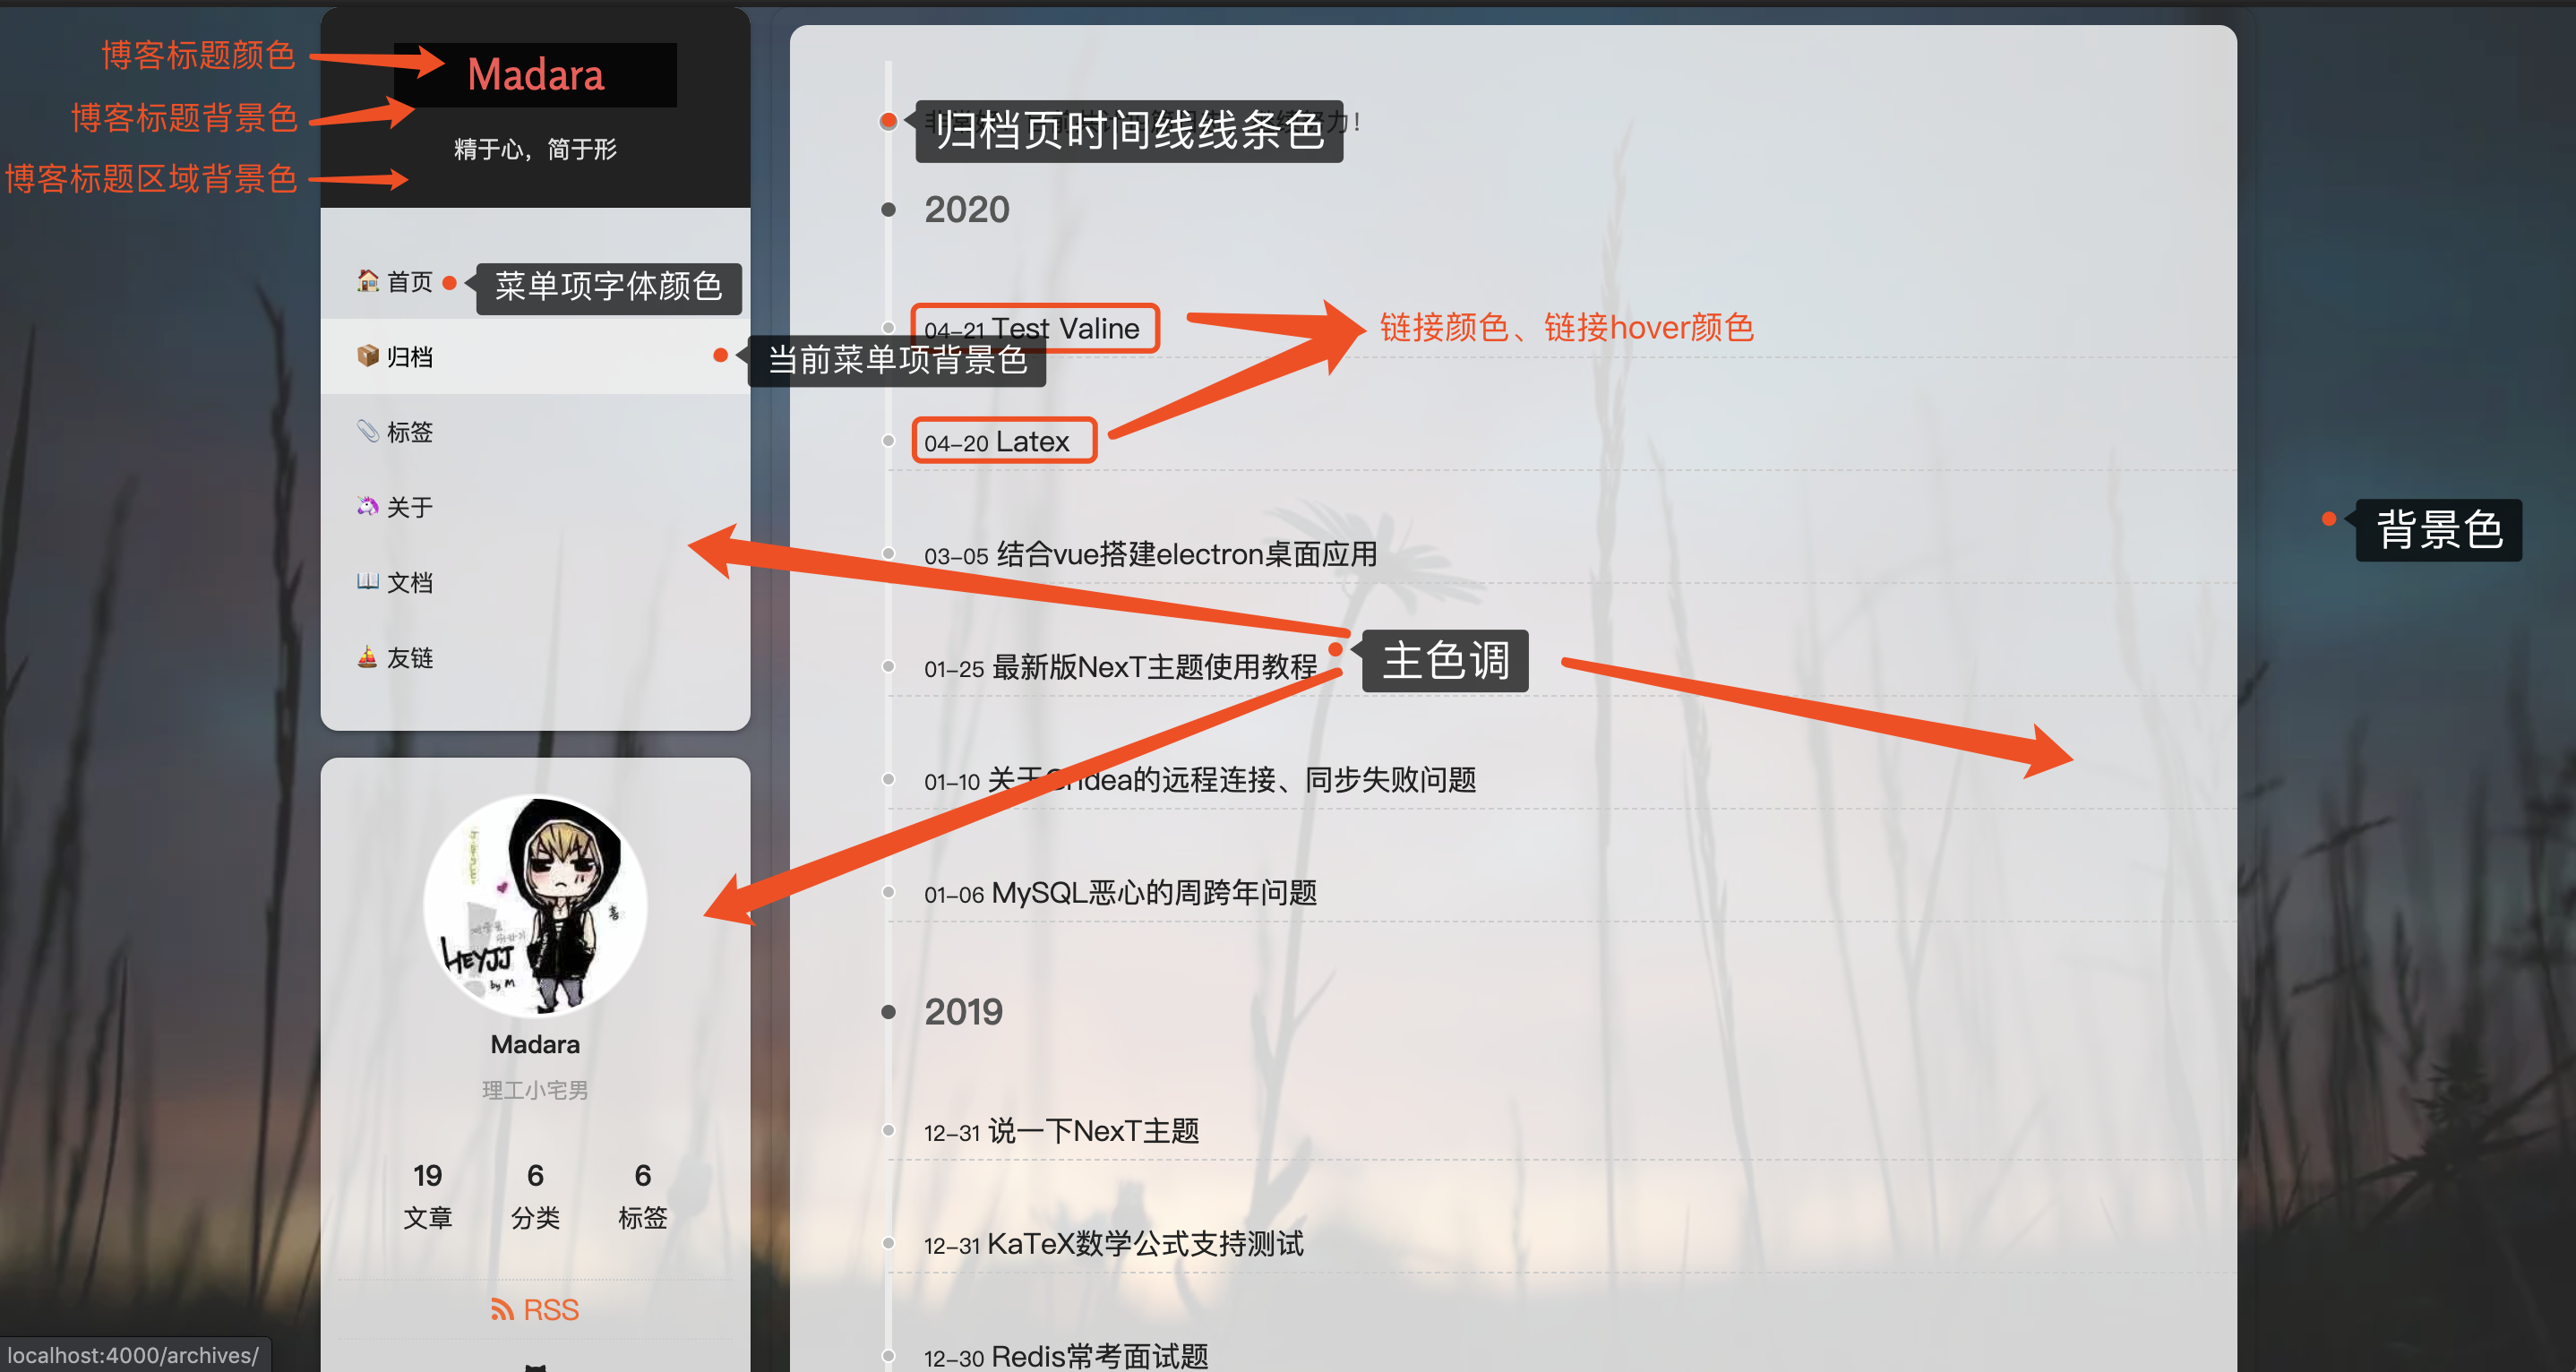 博客标题颜色
博客标题背景色
博客标题区域背景色
Madara
精于心，简于形
首页
菜单项字体颜色
归档
当前菜单项背景色
标签
关于
文档
友链
HEYJJ
by M
Madara
理工小宅男
19 6 6
文章 分类 标签
RSS
localhost:4000/archives/
归档页时间线线条色
力！
2020
04-21 Test Valine
链接颜色、链接hover颜色
04-20 Latex
03-05 结合vue搭建electron桌面应用
01-25 最新版NexT主题使用教程
主色调
01-10 关于Gridea的远程连接、同步失败问题
01-06 MySQL恶心的周跨年问题
2019
12-31 说一下NexT主题
12-31 KaTeX数学公式支持测试
12-30 Redis常考面试题
背景色